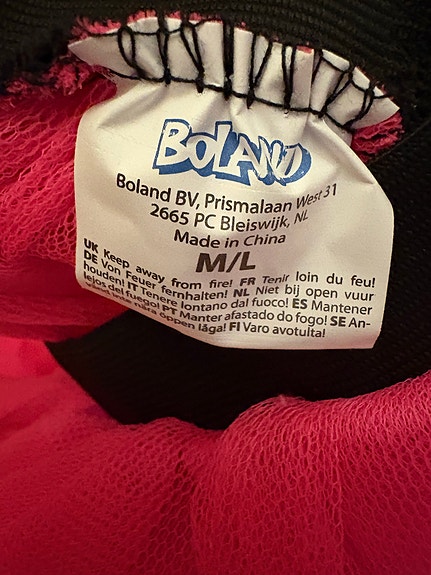 BOLAND
Boland BV, Prismalaan West 31
2665 PC Bleiswijk, NL
Made in China
M/L
UK Keep away from fire! FR Tenir loin du feu!
DE Von Feuer fernhalten! NL Niet bij open vuur
houden! IT Tenere lontano dal fuoco! ES Mantener
lejos del fuego! PT Manter afastado do fogo! SE An-
vänd inte nära öppen låga! FI Varo avotulta!